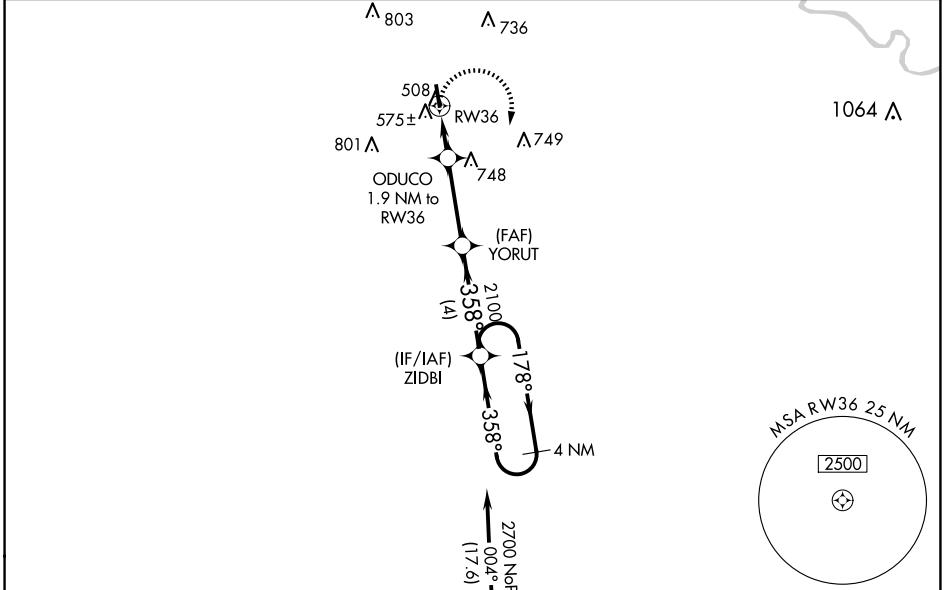 803
736
508
575±
RW36
1064
801
749
748
ODUCO
1.9 NM to
RW36
(FAF)
YORUT
2100
358°
(4)
(IF/IAF)
ZIDBI
178°
358°
4 NM
MSA RW36 25 NM
2500
2700
004°
(17.6)